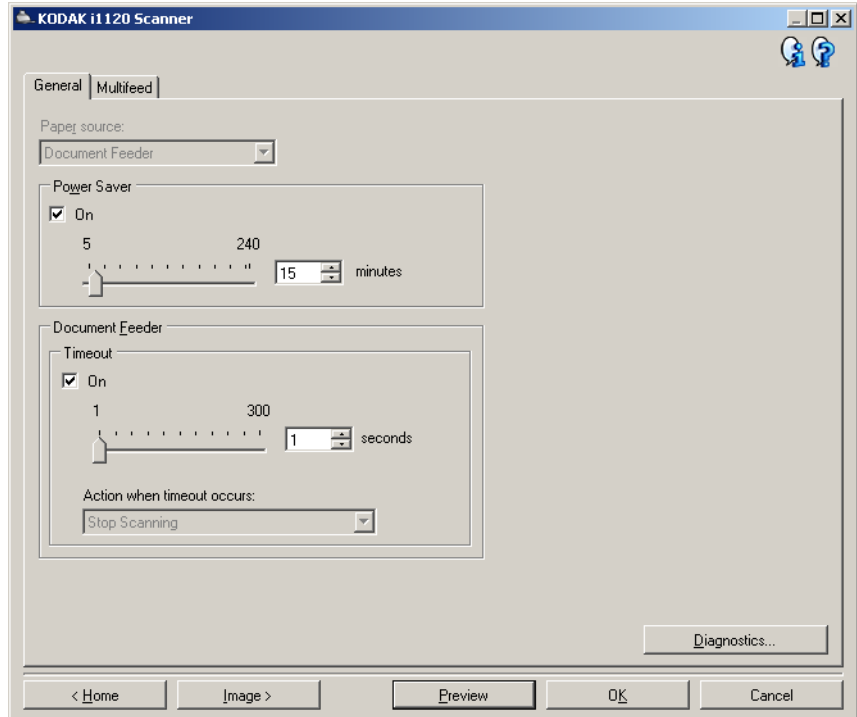 KODAK i1120 Scanner
General
Multifeed
Paper source:
Document Feeder
Power Saver
On
5 240
15 minutes
Document Feeder
Timeout
On
1 300
1 seconds
Action when timeout occurs:
Stop Scanning
Diagnostics...
< Home
Image >
Preview
OK
Cancel